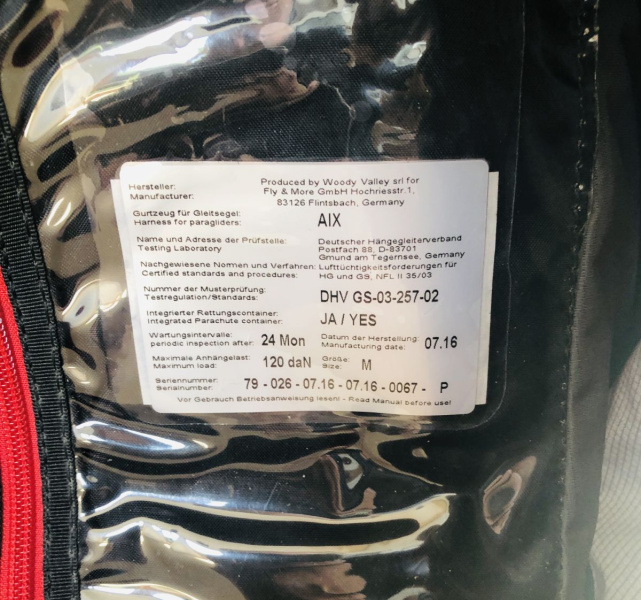 Hersteller: Produced by Woody Valley srl for
Manufacturer: Fly & More GmbH Hochriesstr.1,
83126 Flintsbach, Germany
Gurtzeug für Gleitsegel:
Harness for paragliders: AIX
Name und Adresse der Prüfstelle: Deutscher Hängegleiterverband
Testing Laboratory Postfach 88, D-83701
Gmund am Tegernsee, Germany
Nachgewiesene Normen und Verfahren: Lufttüchtigkeitsforderungen für
Certified standards and procedures: HG und GS, NFL II 35/03
Nummer der Musterprüfung:
Testregulation/Standards: DHV GS-03-257-02
Integrierter Rettungscontainer:
Integrated Parachute container: JA / YES
Wartungsintervalle: 24 Mon Datum der Herstellung 07.16
periodic inspection after: Manufacturing date:
Maximale Anhängelast: 120 daN Größe: M
Maximum load: Size:
Seriennummer: 79 - 026 - 07.16 - 07.16 - 0067 - P
Serialnumber:
Vor Gebrauch Betriebsanweisung lesen! - Read Manual before use!